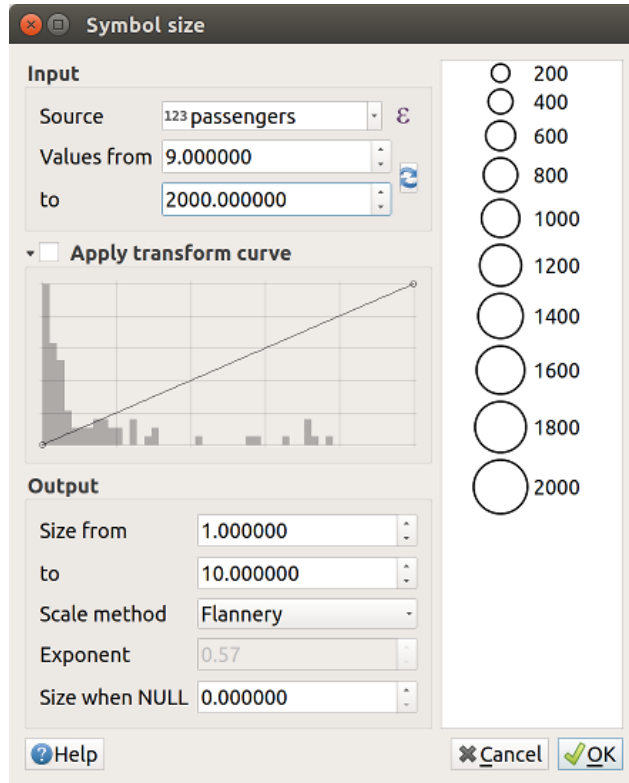 Symbol size
Input
Source 123 passengers ε
Values from 9.000000
to 2000.000000
Apply transform curve
Output
Size from 1.000000
to 10.000000
Scale method Flannery
Exponent 0.57
Size when NULL 0.000000
200
400
600
800
1000
1200
1400
1600
1800
2000
Help Cancel OK